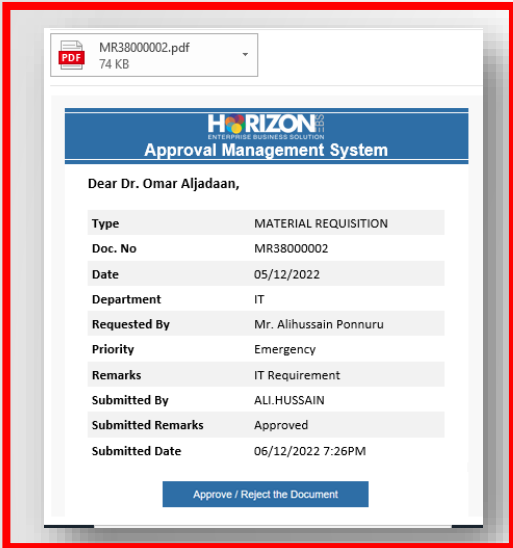 PDF
MR38000002.pdf
74 KB
HORIZON EBS
ENTERPRISE BUSINESS SOLUTION
Approval Management System
Dear Dr. Omar Aljadaan,
Type MATERIAL REQUISITION
Doc. No MR38000002
Date 05/12/2022
Department IT
Requested By Mr. Alihussain Ponnuru
Priority Emergency
Remarks IT Requirement
Submitted By ALI.HUSSAIN
Submitted Remarks Approved
Submitted Date 06/12/2022 7:26PM
Approve / Reject the Document